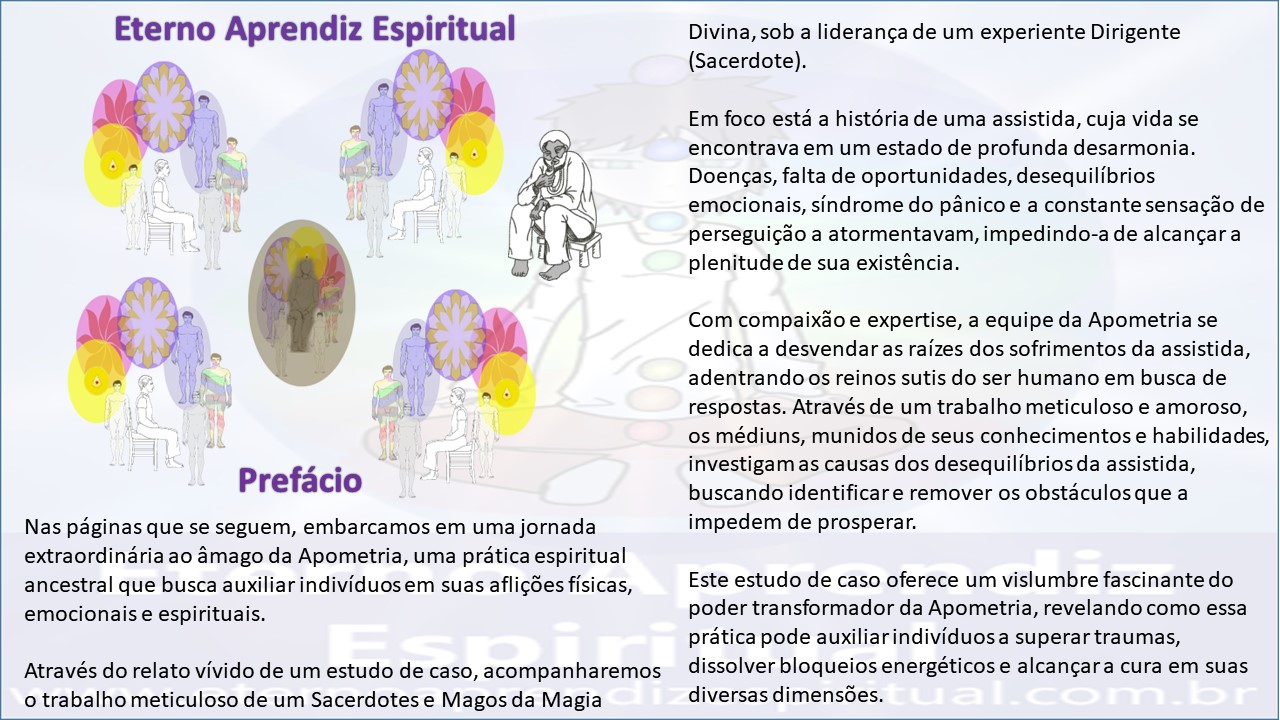 Eterno Aprendiz Espiritual
Prefácio
Nas páginas que se seguem, embarcamos em uma jornada
extraordinária ao âmago da Apometria, uma prática espiritual
ancestral que busca auxiliar indivíduos em suas aflições físicas,
emocionais e espirituais.
Através do relato vívido de um estudo de caso, acompanharemos
o trabalho meticuloso de um Sacerdotes e Magos da Magia
Divina, sob a liderança de um experiente Dirigente
(Sacerdote).
Em foco está a história de uma assistida, cuja vida se
encontrava em um estado de profunda desarmonia.
Doenças, falta de oportunidades, desequilíbrios
emocionais, síndrome do pânico e a constante sensação de
perseguição a atormentavam, impedindo-a de alcançar a
plenitude de sua existência.
Com compaixão e expertise, a equipe da Apometria se
dedica a desvendar as raízes dos sofrimentos da assistida,
adentrando os reinos sutis do ser humano em busca de
respostas. Através de um trabalho meticuloso e amoroso,
os médiuns, munidos de seus conhecimentos e habilidades,
investigam as causas dos desequilíbrios da assistida,
buscando identificar e remover os obstáculos que a
impedem de prosperar.
Este estudo de caso oferece um vislumbre fascinante do
poder transformador da Apometria, revelando como essa
prática pode auxiliar indivíduos a superar traumas,
dissolver bloqueios energéticos e alcançar a cura em suas
diversas dimensões.
Eterno Aprendiz
Espiritual
www.eternoaprendizespiritual.com.br